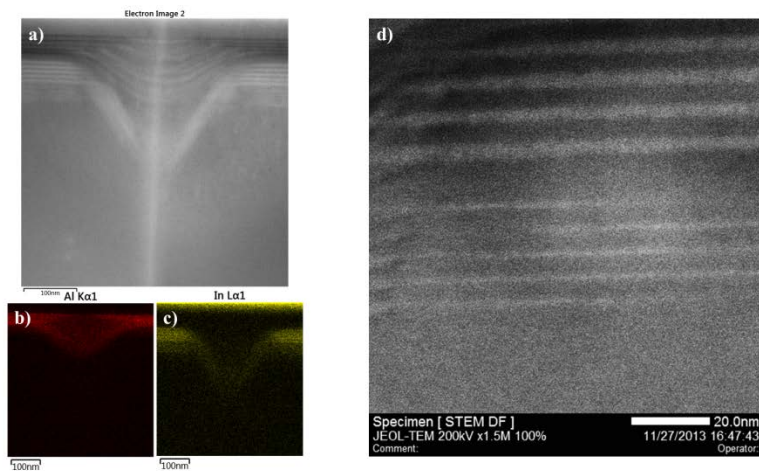 Electron Image 2
a)
100nm
Al Kα1
In Lα1
b)
c)
100nm
100nm
d)
Specimen [ STEM DF ]
20.0nm
JEOL-TEM 200kV x1.5M 100%
11/27/2013 16:47:43
Comment:
Operator: